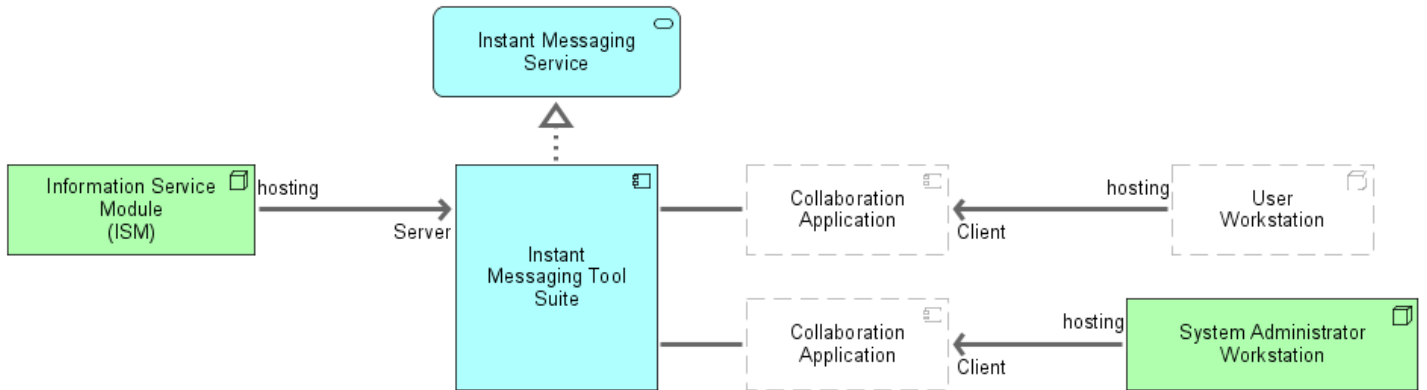 Instant Messaging
Service
Information Service
Module
(ISM)
hosting
Server
Instant
Messaging Tool
Suite
Collaboration
Application
hosting
Client
User
Workstation
Collaboration
Application
hosting
Client
System Administrator
Workstation